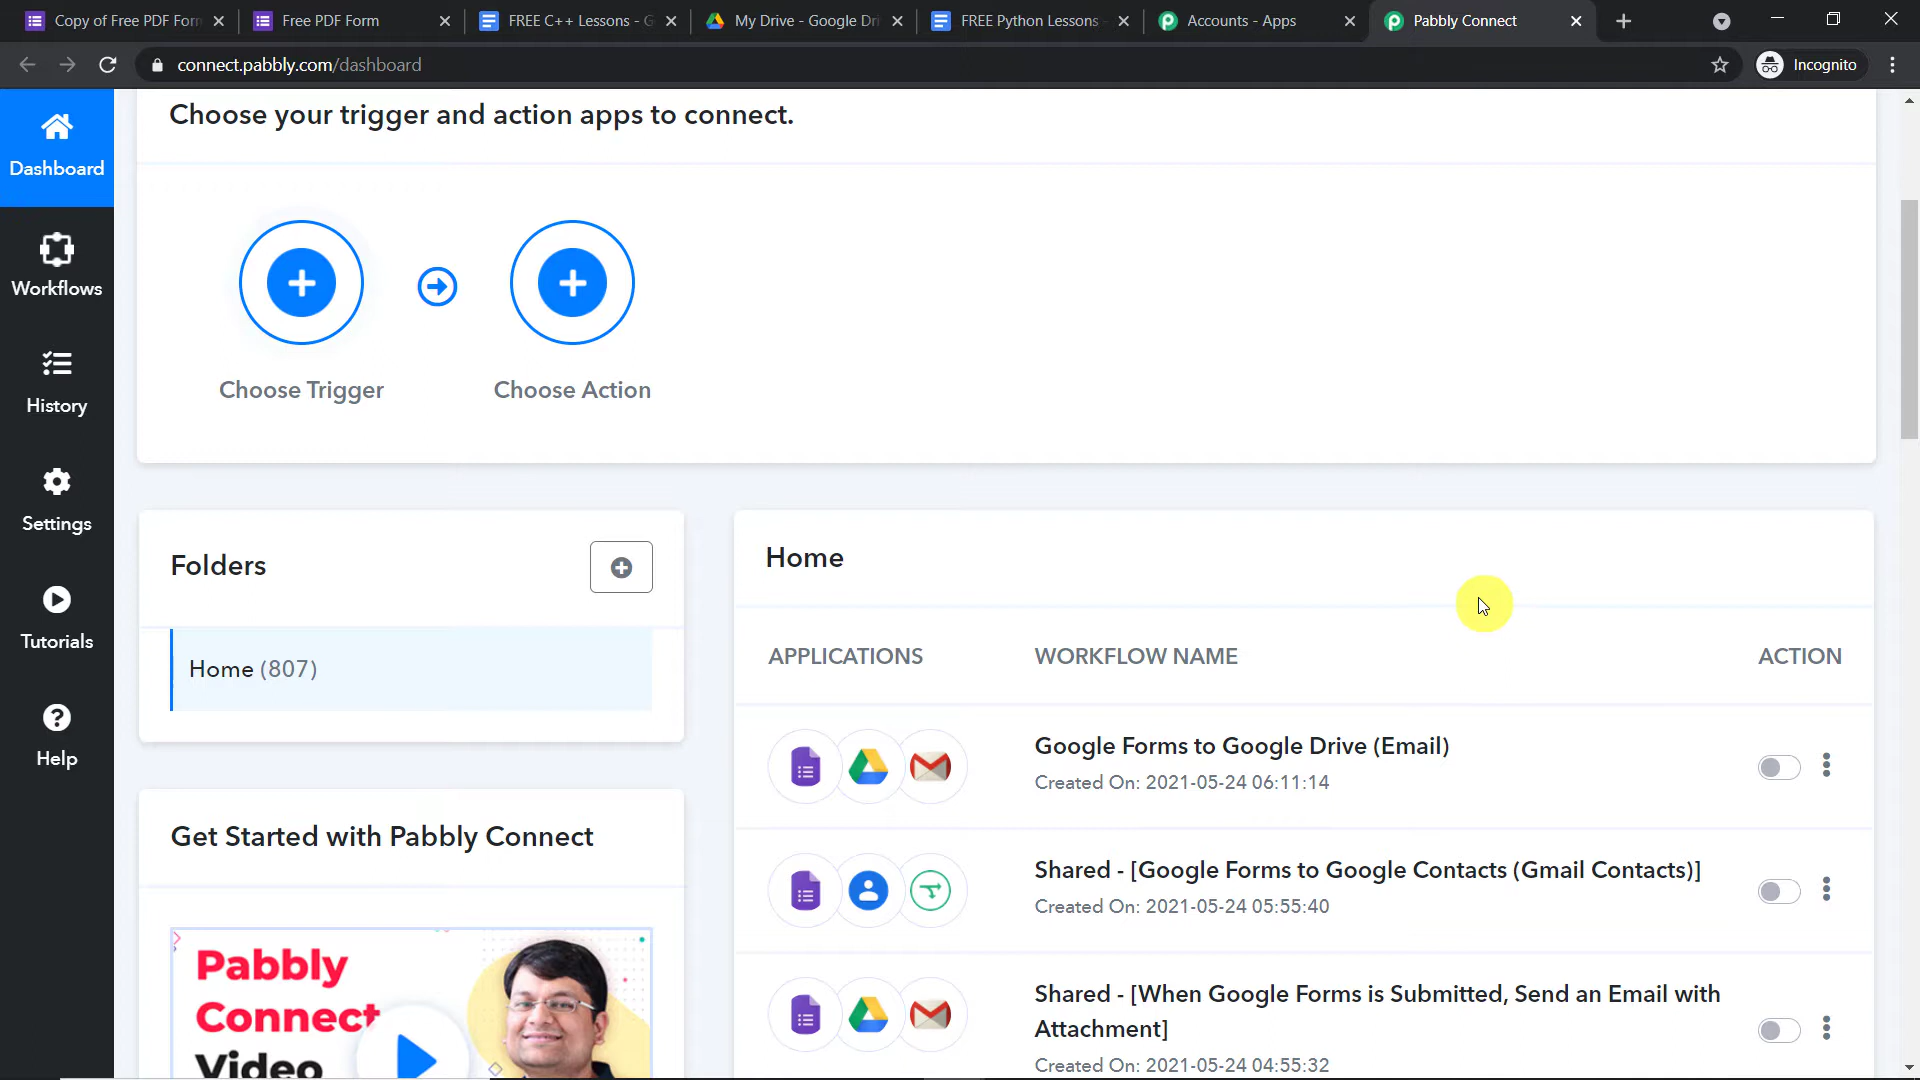 Copy of Free PDF Forn
Free PDF Form
FREE C++ Lessons - G
My Drive - Google Dri
FREE Python Lessons
Accounts - Apps
Pabbly Connect
connect.pabbly.com/dashboard
Incognito
Dashboard
Workflows
History
Settings
Tutorials
Help
Choose your trigger and action apps to connect.
Choose Trigger
Choose Action
Folders
Home (807)
Get Started with Pabbly Connect
Pabbly
Connect
Video
Home
APPLICATIONS WORKFLOW NAME ACTION
Google Forms to Google Drive (Email)
Created On: 2021-05-24 06:11:14
Shared - [Google Forms to Google Contacts (Gmail Contacts)]
Created On: 2021-05-24 05:55:40
Shared - [When Google Forms is Submitted, Send an Email with
Attachment]
Created On: 2021-05-24 04:55:32